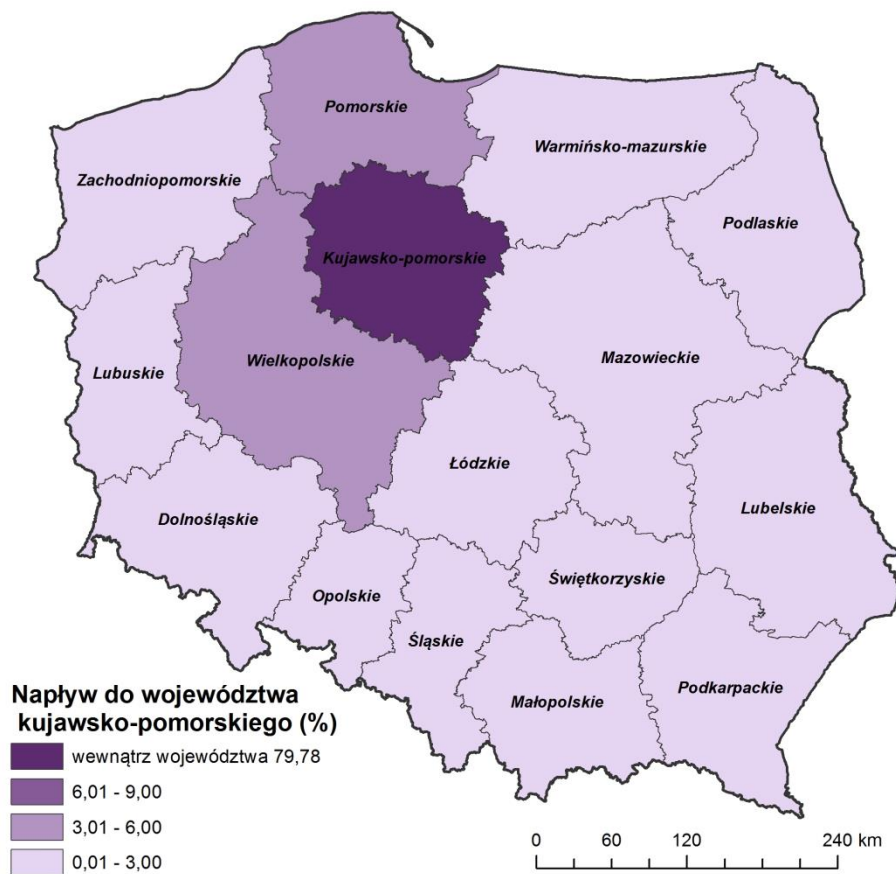 Pomorskie
Warmińsko-mazurskie
Zachodniopomorskie
Podlaskie
Kujawsko-pomorskie
Mazowieckie
Wielkopolskie
Lubuskie
Łódzkie
Lubelskie
Dolnośląskie
Świętkorzyskie
Opolskie
Śląskie
Podkarpackie
Małopolskie
Napływ do województwa
kujawsko-pomorskiego (%)
wewnątrz województwa 79,78
6,01 - 9,00
3,01 - 6,00
0,01 - 3,00
0 60 120 240 km